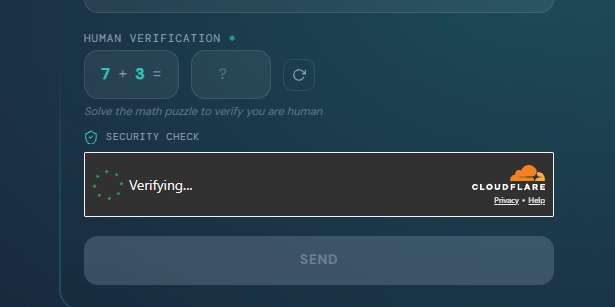 HUMAN VERIFICATION *
7 + 3 = ?
Solve the math puzzle to verify you are human
SECURITY CHECK
Verifying...
CLOUDFLARE
Privacy • Help
SEND